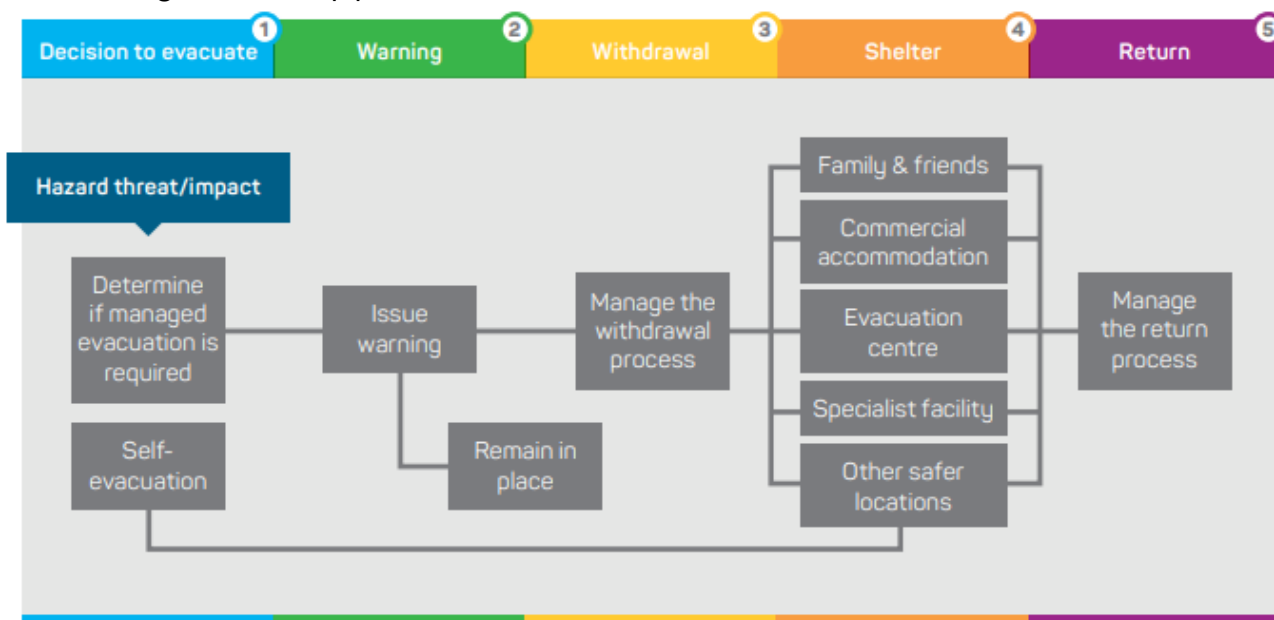 1
2
3
4
5
Decision to evacuate
Warning
Withdrawal
Shelter
Return
Hazard threat/impact
Determine
if managed
evacuation is
required
Self-
evacuation
Issue
warning
Remain in
place
Manage the
withdrawal
process
Family & friends
Commercial
accommodation
Evacuation
centre
Specialist facility
Other safer
locations
Manage
the return
process